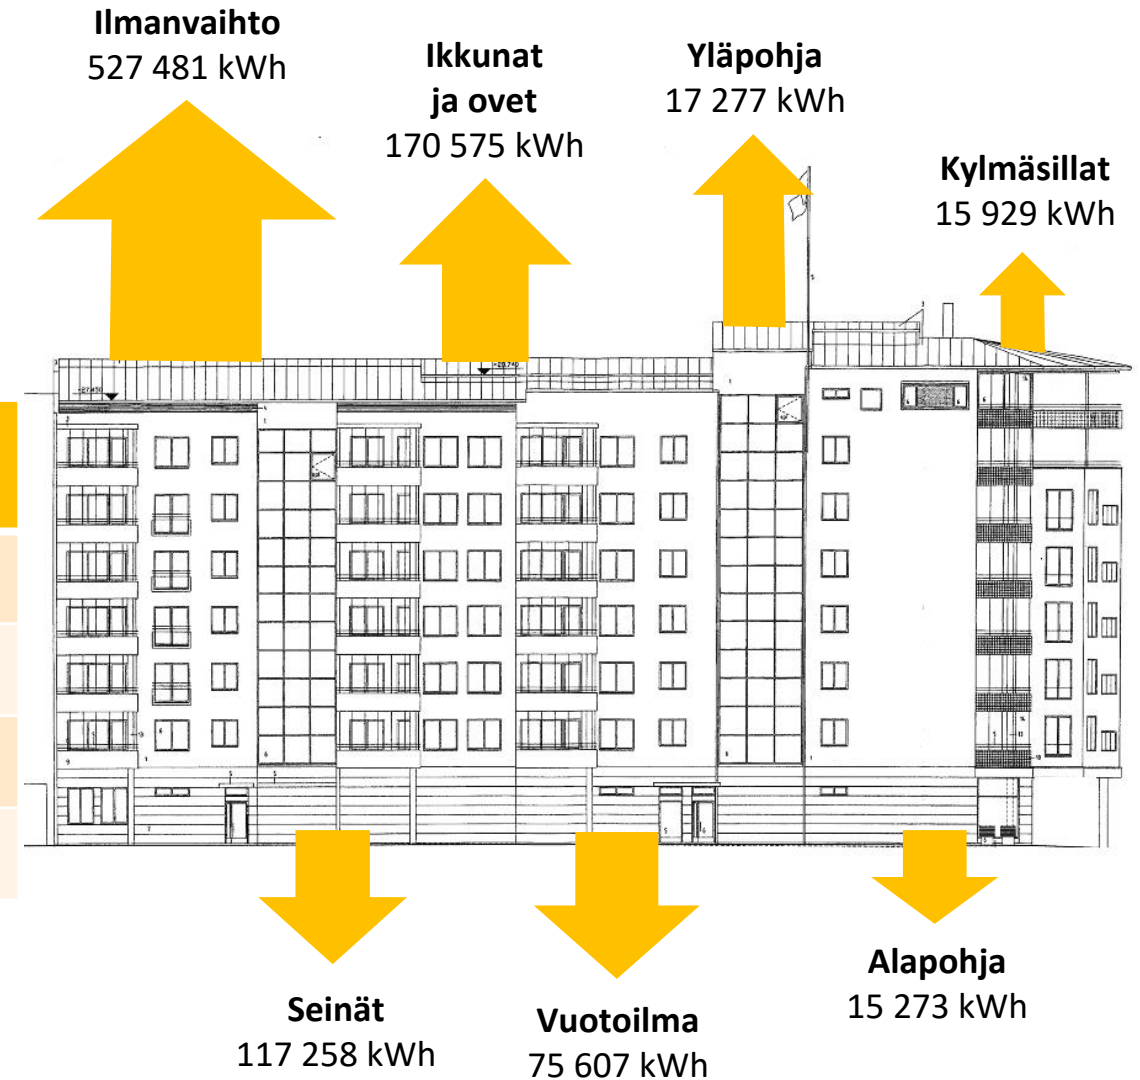 Ilmanvaihto
527 481 kWh
Ikkunat
ja ovet
170 575 kWh
Yläpohja
17 277 kWh
Kylmäsillat
15 929 kWh
Seinät
117 258 kWh
Vuotoilma
75 607 kWh
Alapohja
15 273 kWh